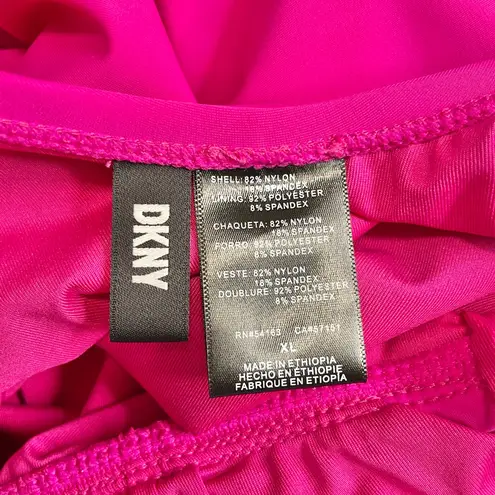 DKNY
SHELL: 82% NYLON
18% SPANDEX
LINING: 92% POLYESTER
8% SPANDEX
CHAQUETA: 82% NYLON
18% SPANDEX
FORRO: 92% POLYESTER
8% SPANDEX
VESTE: 82% NYLON
18% SPANDEX
DOUBLURE: 92% POLYESTER
8% SPANDEX
RN#54163 CA#57151
XL
MADE IN ETHIOPIA
HECHO EN ETHIOPIE
FABRIQUE EN ETIOPÍA